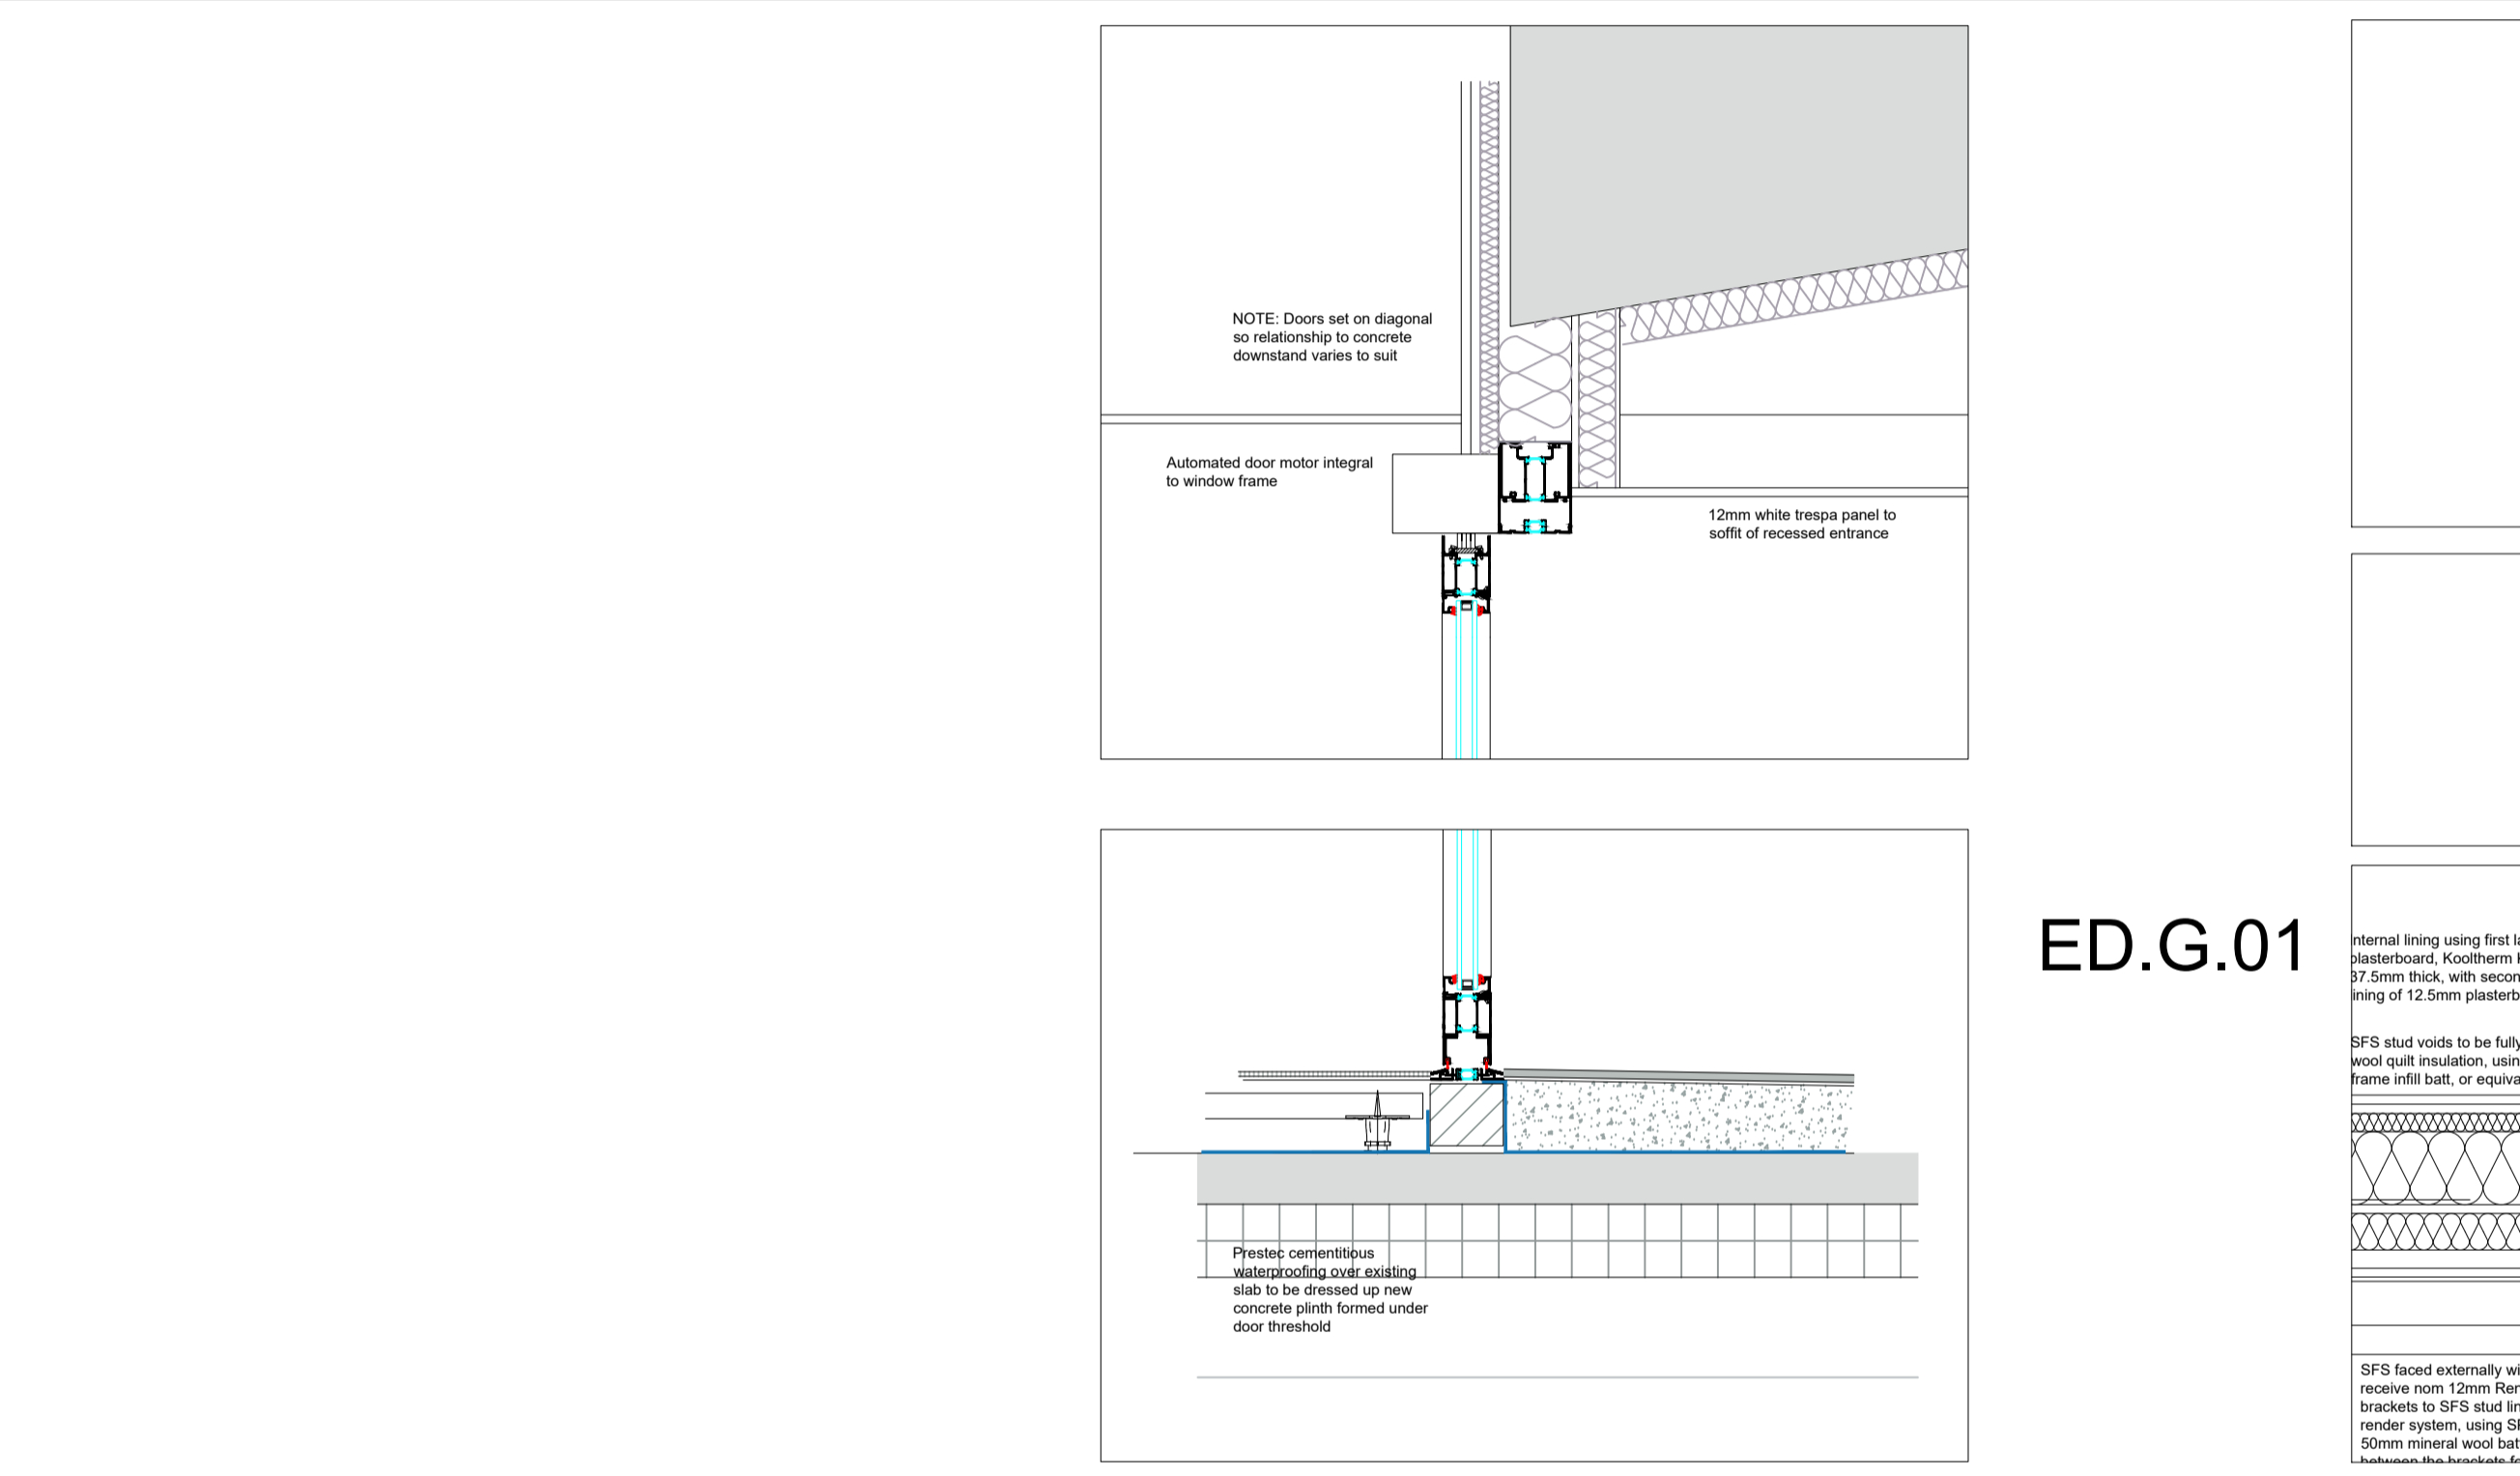 NOTE: Doors set on diagonal
so relationship to concrete
downstand varies to suit
Automated door motor integral
to window frame
12mm white trespa panel to
soffit of recessed entrance
Prestec cementitious
waterproofing over existing
slab to be dressed up new
concrete plinth formed under
door threshold
ED.G.01
nternal lining using first
plasterboard, Kooltherm
37.5mm thick, with secon
ining of 12.5mm plasterb
SFS stud voids to be fully
wool quilt insulation, usin
frame infill batt, or equiva
SFS faced externally wi
receive nom 12mm Ren
brackets to SFS stud lin
render system, using
50mm mineral wool bat
between the brackets